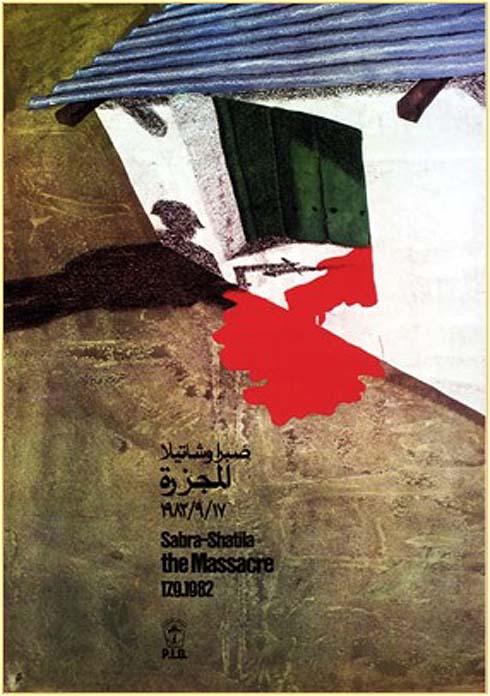 صبرا وشاتيلا
المجزرة
١٩٨٢/٩/١٧
Sabra-Shatila
the Massacre
17.9.1982
P.L.O.